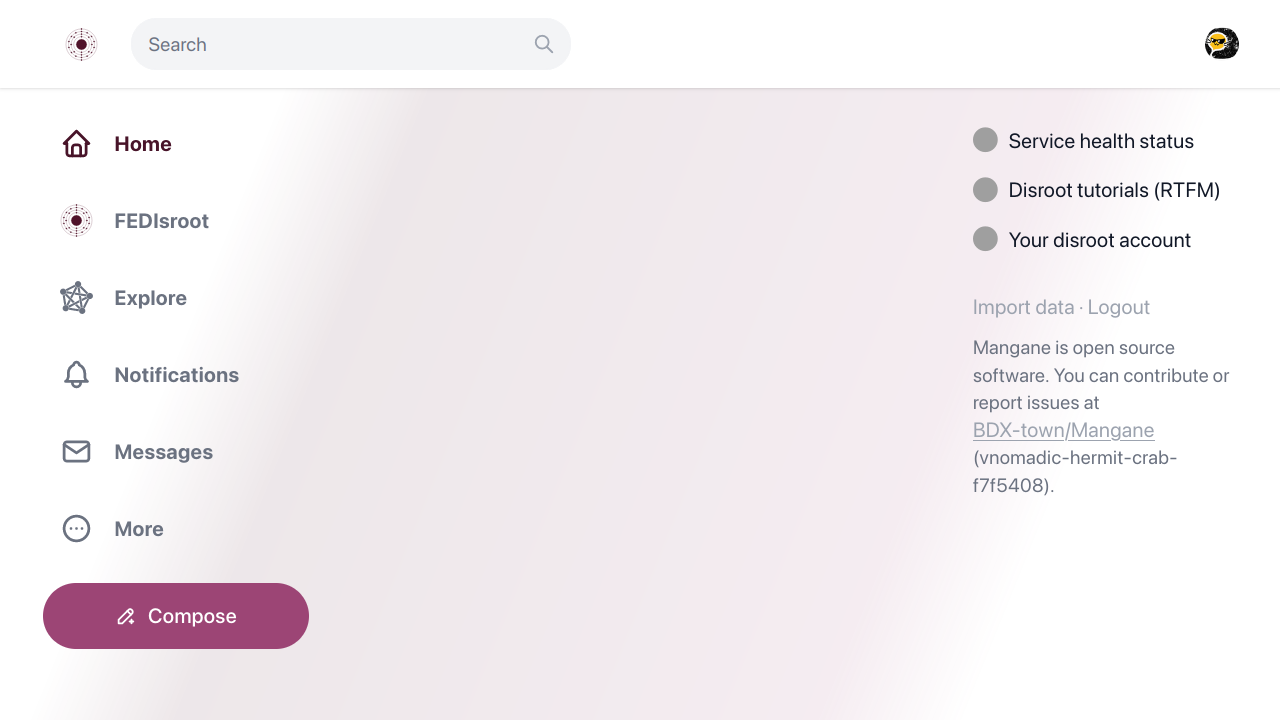 Search
Home
FEDIsroot
Explore
Notifications
Messages
More
Compose
Service health status
Disroot tutorials (RTFM)
Your disroot account
Import data · Logout
Mangane is open source
software. You can contribute or
report issues at
BDX-town/Mangane
(vnomadic-hermit-crab-
f7f5408).